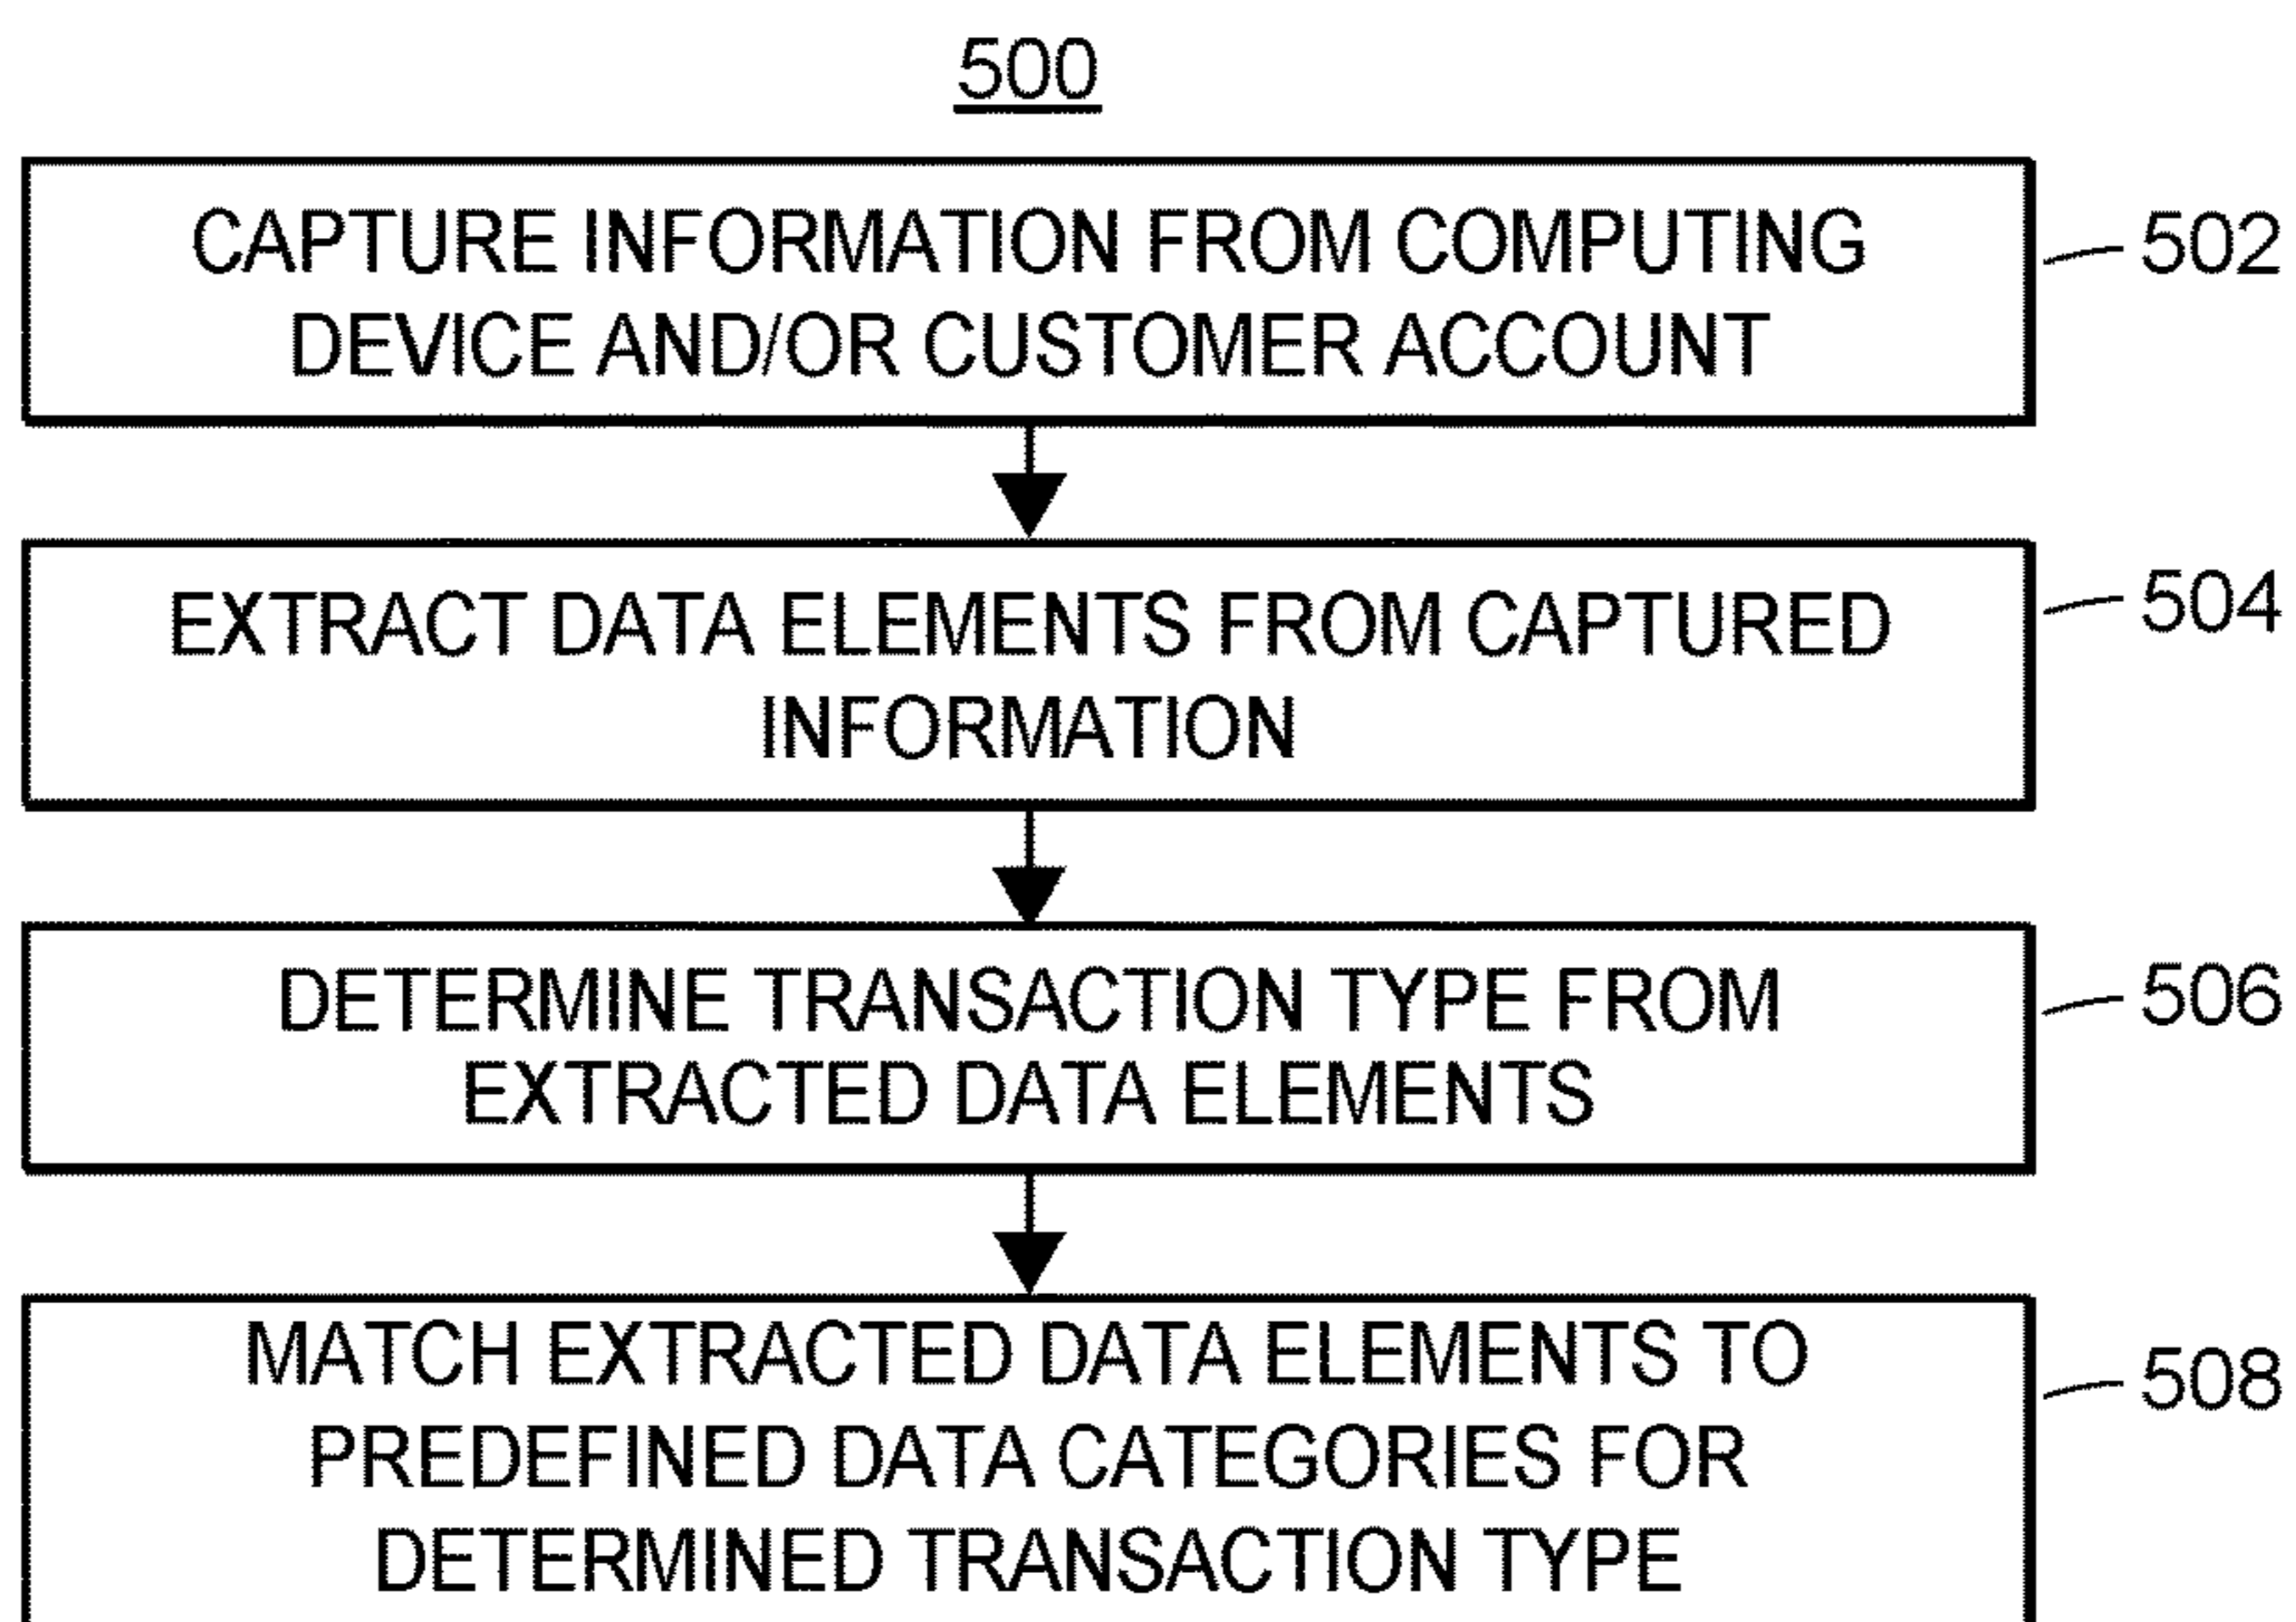 500
CAPTURE INFORMATION FROM COMPUTING
DEVICE AND/OR CUSTOMER ACCOUNT
502
EXTRACT DATA ELEMENTS FROM CAPTURED
INFORMATION
504
DETERMINE TRANSACTION TYPE FROM
EXTRACTED DATA ELEMENTS
506
MATCH EXTRACTED DATA ELEMENTS TO
PREDEFINED DATA CATEGORIES FOR
DETERMINED TRANSACTION TYPE
508